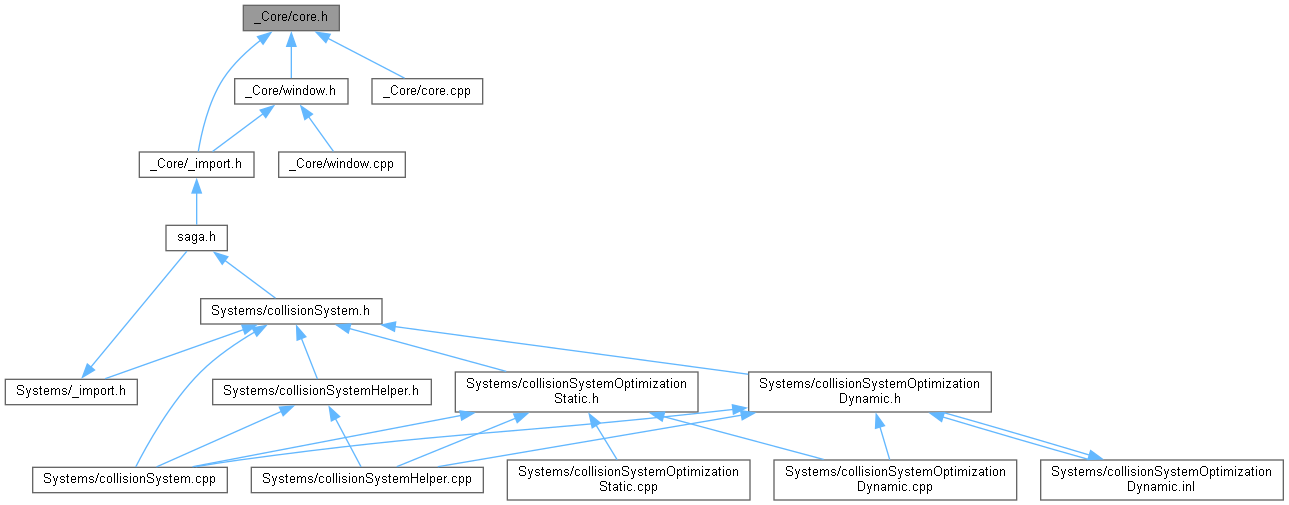 _Core/core.h
_Core/window.h
_Core/core.cpp
_Core/_import.h
_Core/window.cpp
saga.h
Systems/collisionSystem.h
Systems/_import.h
Systems/collisionSystemHelper.h
Systems/collisionSystemOptimization
Static.h
Systems/collisionSystemOptimization
Dynamic.h
Systems/collisionSystem.cpp
Systems/collisionSystemHelper.cpp
Systems/collisionSystemOptimization
Static.cpp
Systems/collisionSystemOptimization
Dynamic.cpp
Systems/collisionSystemOptimization
Dynamic.inl